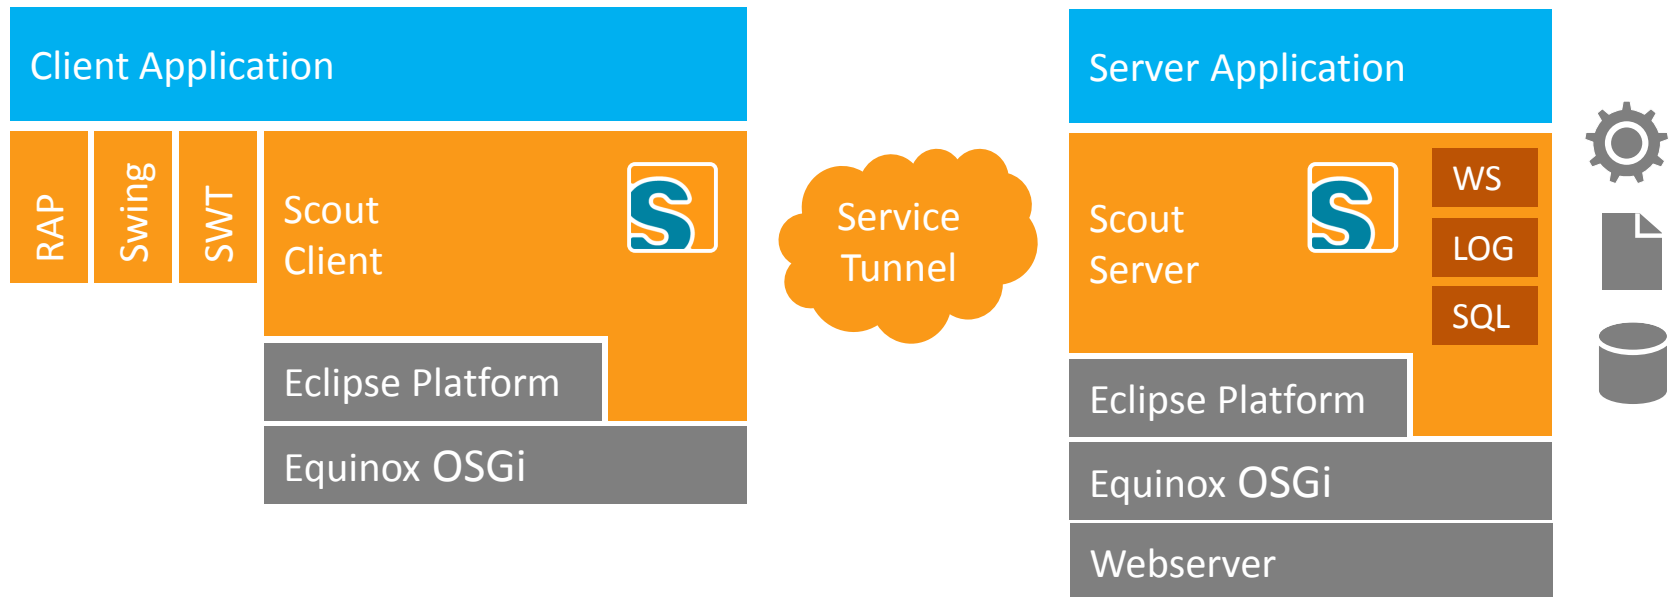 Client Application
RAP
Swing
SWT
Scout
Client
Eclipse Platform
Equinox OSGi
Service
Tunnel
Server Application
Scout
Server
WS
LOG
SQL
Eclipse Platform
Equinox OSGi
Webserver